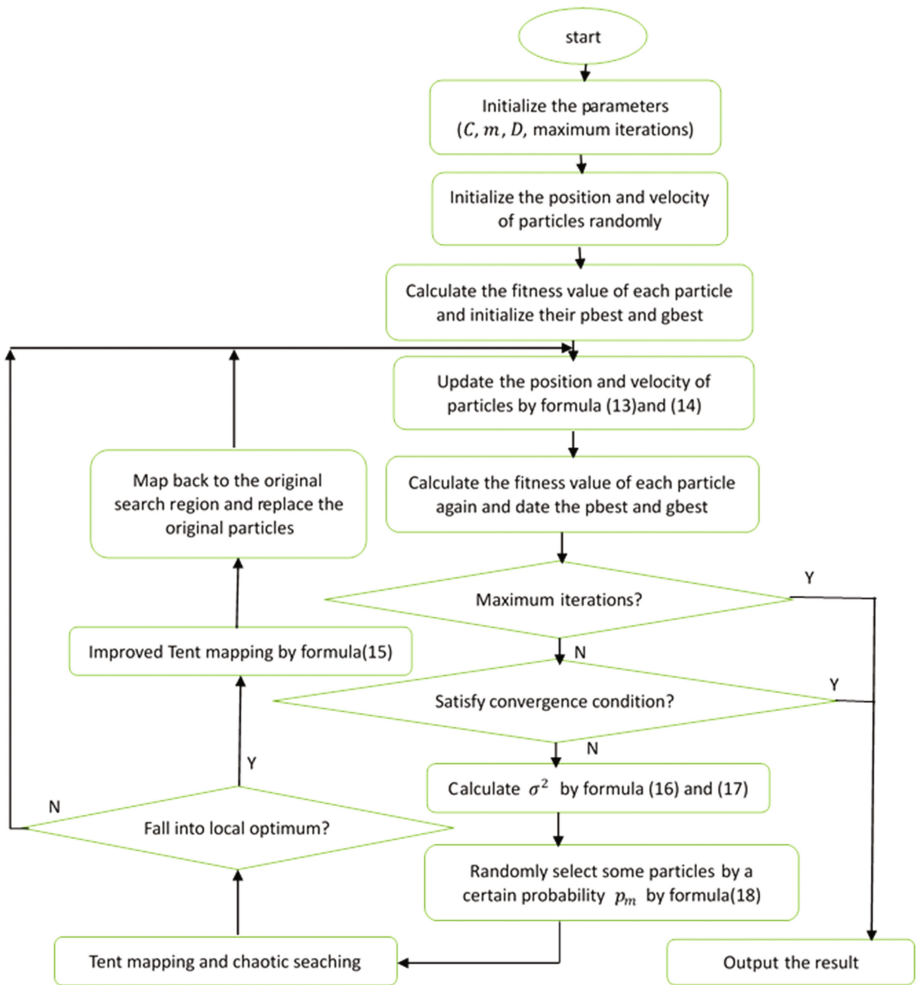 start
Initialize the parameters
(C, m, D, maximum iterations)
Initialize the position and velocity
of particles randomly
Calculate the fitness value of each particle
and initialize their pbest and gbest
Update the position and velocity of
particles by formula (13)and (14)
Calculate the fitness value of each particle
again and date the pbest and gbest
Maximum iterations?
Y
N
Satisfy convergence condition?
Y
N
Calculate σ² by formula (16) and (17)
Randomly select some particles by a
certain probability pₘ by formula(18)
Tent mapping and chaotic seaching
Fall into local optimum?
N
Y
Improved Tent mapping by formula(15)
Map back to the original
search region and replace the
original particles
Output the result